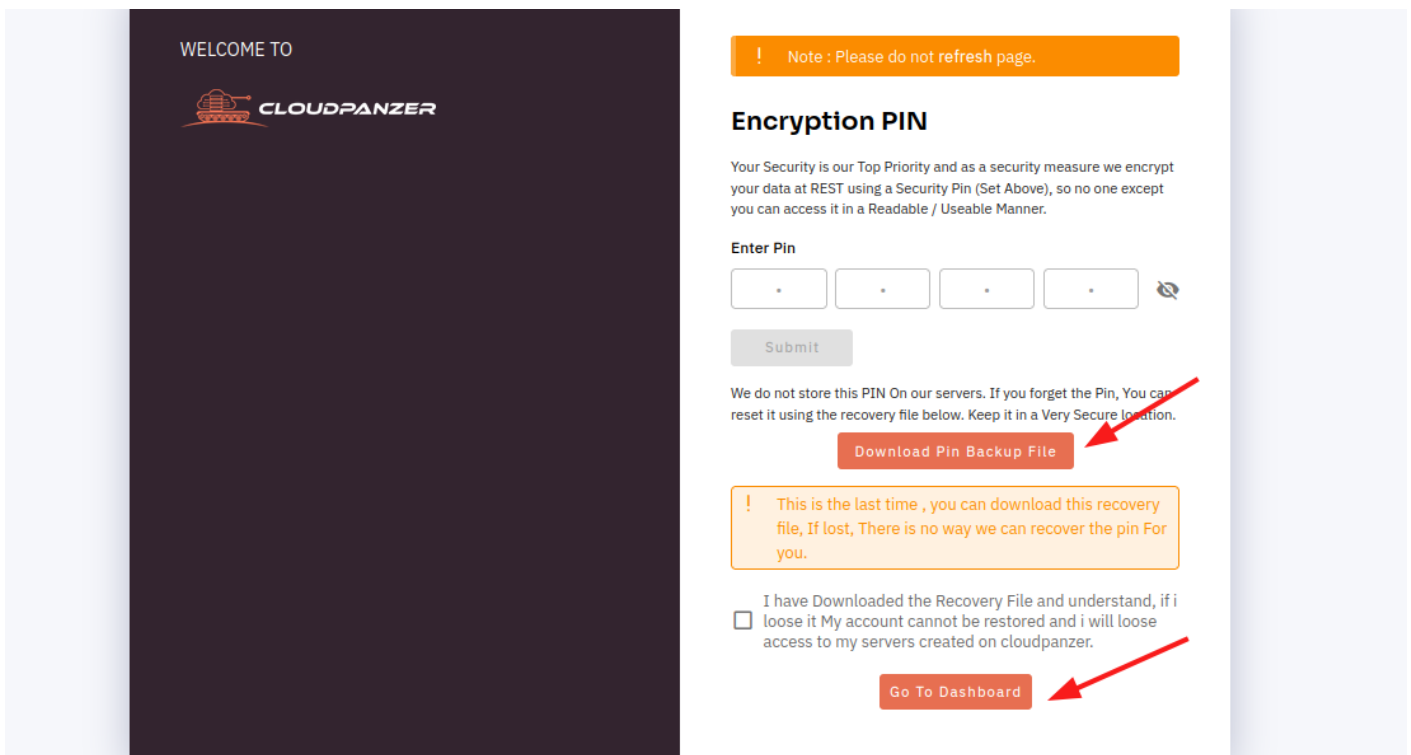 WELCOME TO
CLOUDPANZER
! Note : Please do not refresh page.
Encryption PIN
Your Security is our Top Priority and as a security measure we encrypt
your data at REST using a Security Pin (Set Above), so no one except
you can access it in a Readable / Useable Manner.
Enter Pin
Submit
We do not store this PIN On our servers. If you forget the Pin, You can
reset it using the recovery file below. Keep it in a Very Secure location.
Download Pin Backup File
! This is the last time , you can download this recovery
file, If lost, There is no way we can recover the pin For
you.
I have Downloaded the Recovery File and understand, if i
loose it My account cannot be restored and i will loose
access to my servers created on cloudpanzer.
Go To Dashboard